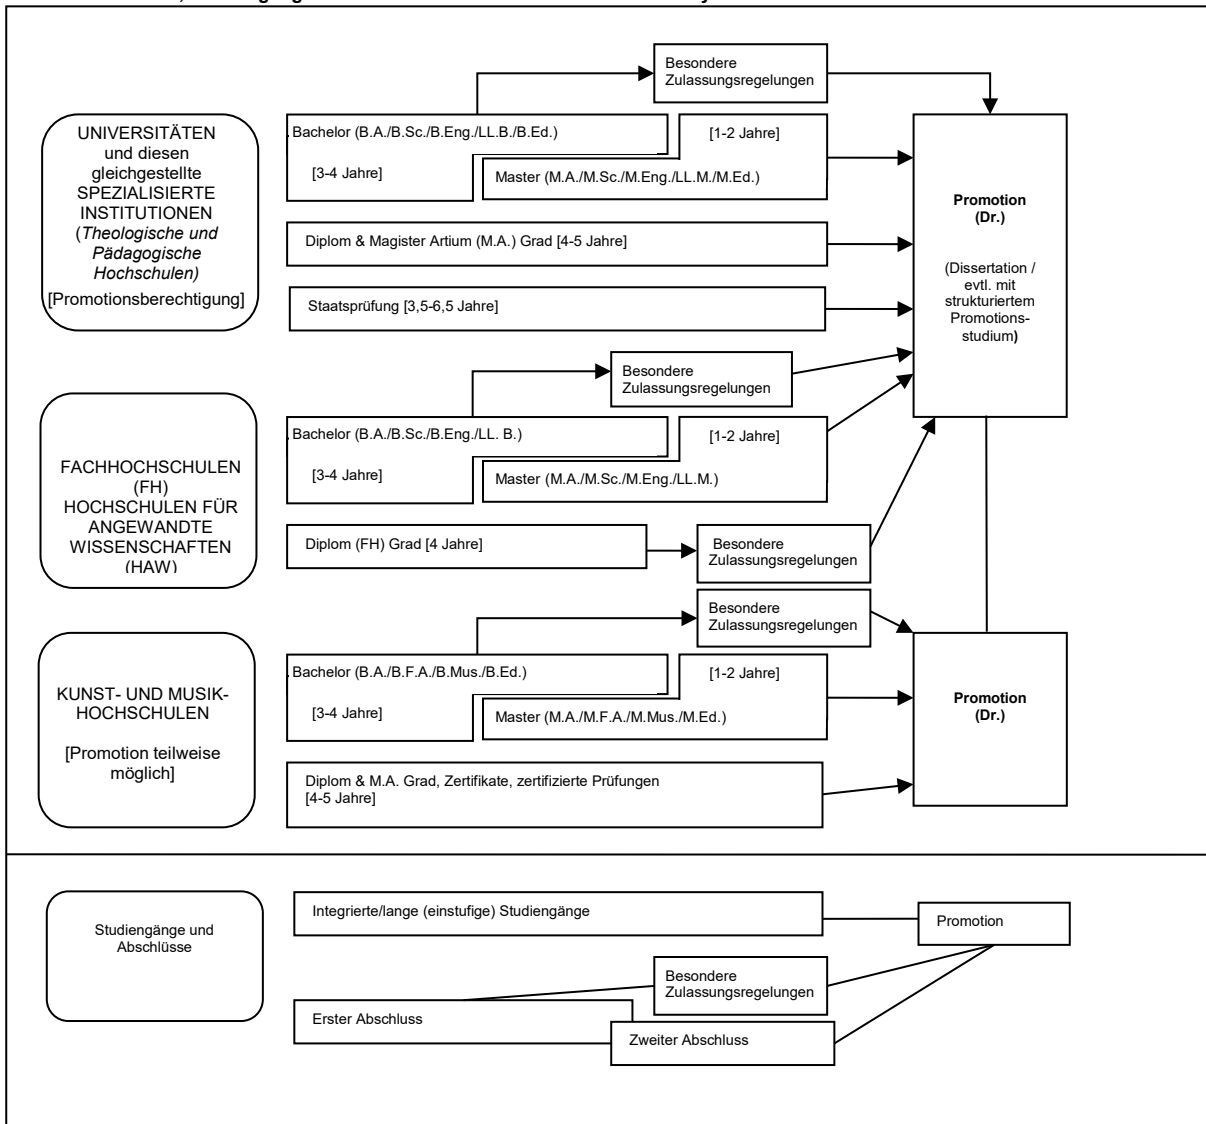 Besondere
Zulassungsregelungen
UNIVERSITÄTEN
und diesen
gleichgestellte
SPEZIALISIERTE
INSTITUTIONEN
(Theologische und
Pädagogische
Hochschulen)
[Promotionsberechtigung]
Bachelor (B.A./B.Sc./B.Eng./LL.B./B.Ed.)
[1-2 Jahre]
[3-4 Jahre]
Master (M.A./M.Sc./M.Eng./LL.M./M.Ed.)
Diplom & Magister Artium (M.A.) Grad [4-5 Jahre]
Staatsprüfung [3,5-6,5 Jahre]
Promotion
(Dr.)
(Dissertation /
evtl. mit
strukturiertem
Promotions-
studium)
Besondere
Zulassungsregelungen
FACHHOCHSCHULEN
(FH)
HOCHSCHULEN FÜR
ANGEWANDTE
WISSENSCHAFTEN
(HAW)
Bachelor (B.A./B.Sc./B.Eng./LL. B.)
[1-2 Jahre]
[3-4 Jahre]
Master (M.A./M.Sc./M.Eng./LL.M.)
Diplom (FH) Grad [4 Jahre]
Besondere
Zulassungsregelungen
Besondere
Zulassungsregelungen
KUNST- UND MUSIK-
HOCHSCHULEN
[Promotion teilweise
möglich]
Bachelor (B.A./B.F.A./B.Mus./B.Ed.)
[1-2 Jahre]
[3-4 Jahre]
Master (M.A./M.F.A./M.Mus./M.Ed.)
Diplom & M.A. Grad, Zertifikate, zertifizierte Prüfungen
[4-5 Jahre]
Promotion
(Dr.)
Studiengänge und
Abschlüsse
Integrierte/lange (einstufige) Studiengänge
Promotion
Besondere
Zulassungsregelungen
Erster Abschluss
Zweiter Abschluss